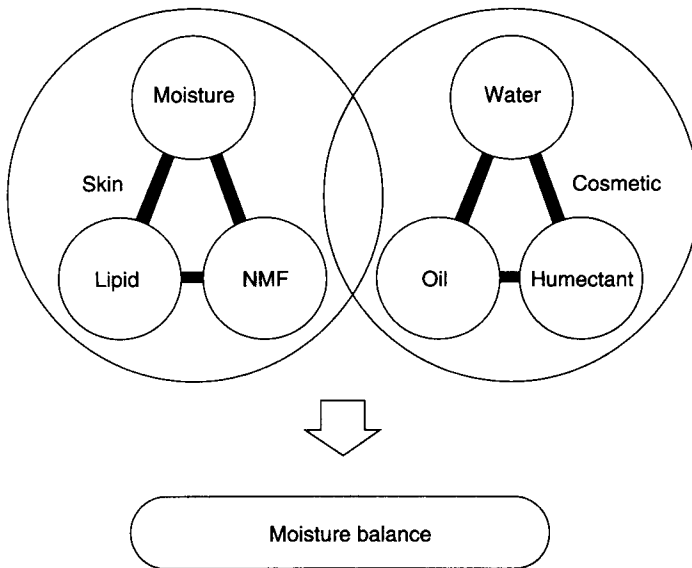 Moisture
Water
Skin
Cosmetic
Lipid
NMF
Oil
Humectant
Moisture balance